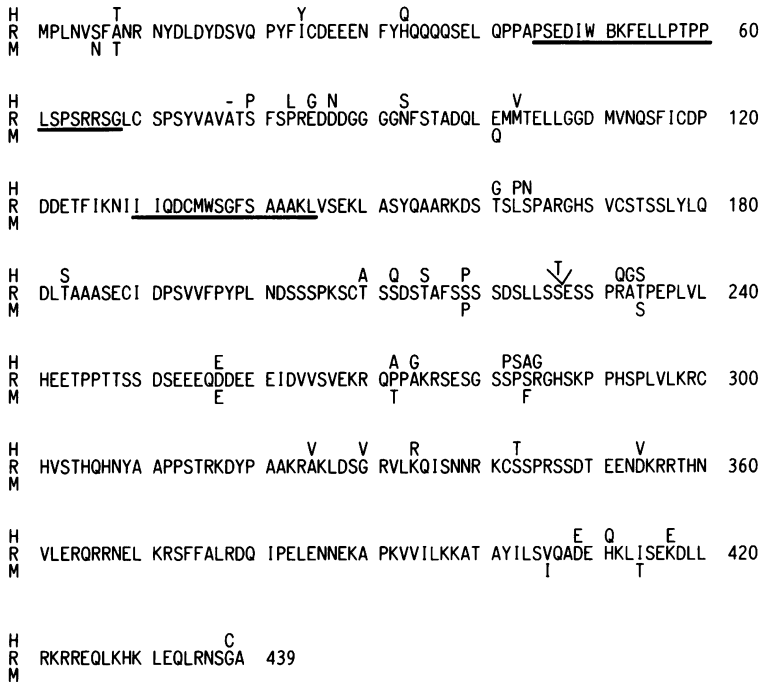 H T Y Q
R MPLNVSFANR NYDLDYDSVQ PYFICDEEEN FYHQQQQSEL QPPAPSEDIW BKFELLPTPP 60
M N T
H - P L G N S V
R LSPSRRSGLC SPSYVAVATS FSPREDDDGG GGNFSTADQL EMMTELLGGD MVNQSFICDP 120
M Q
H G PN
R DDETFIKNII IQDCMWSGFS AAAKLVSEKL ASYQAARKDS TSLSPARGHS VCSTSSLYLQ 180
M
H S A Q S P T QGS
R DLTAAASECI DPSVVFPYPL NDSSSPKSCT SSDSTAFSSS SDSLLSSESS PRATPEPLVL 240
M P S
H E A G PSAG
R HEETPPTTSS DSEEEQDDEE EIDVVSVEKR QPPAKRSESG SSPSRGHSKP PHSPLVLKRC 300
M E T F
H V V R T V
R HVSTHQHNYA APPSTRKDYP AAKRAKLDSG RVLKQISNNR KCSSPRSSDT EENDKRRTHN 360
M
H E Q E
R VLERQRRNEL KRSFFALRDQ IPELENNEKA PKVVILKKAT AYILSVQADE HKLISEKDLL 420
M I T
H C
R RKRREQLKHK LEQLRNSGA 439
M